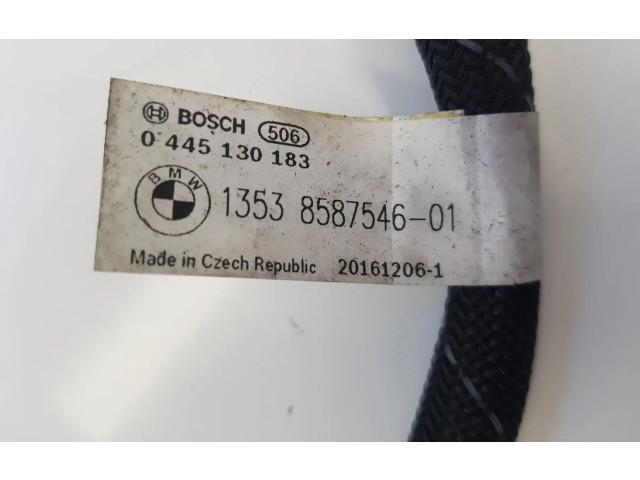 BOSCH 506
0 445 130 183
BMW
1353 8587546-01
Made in Czech Republic 20161206-1